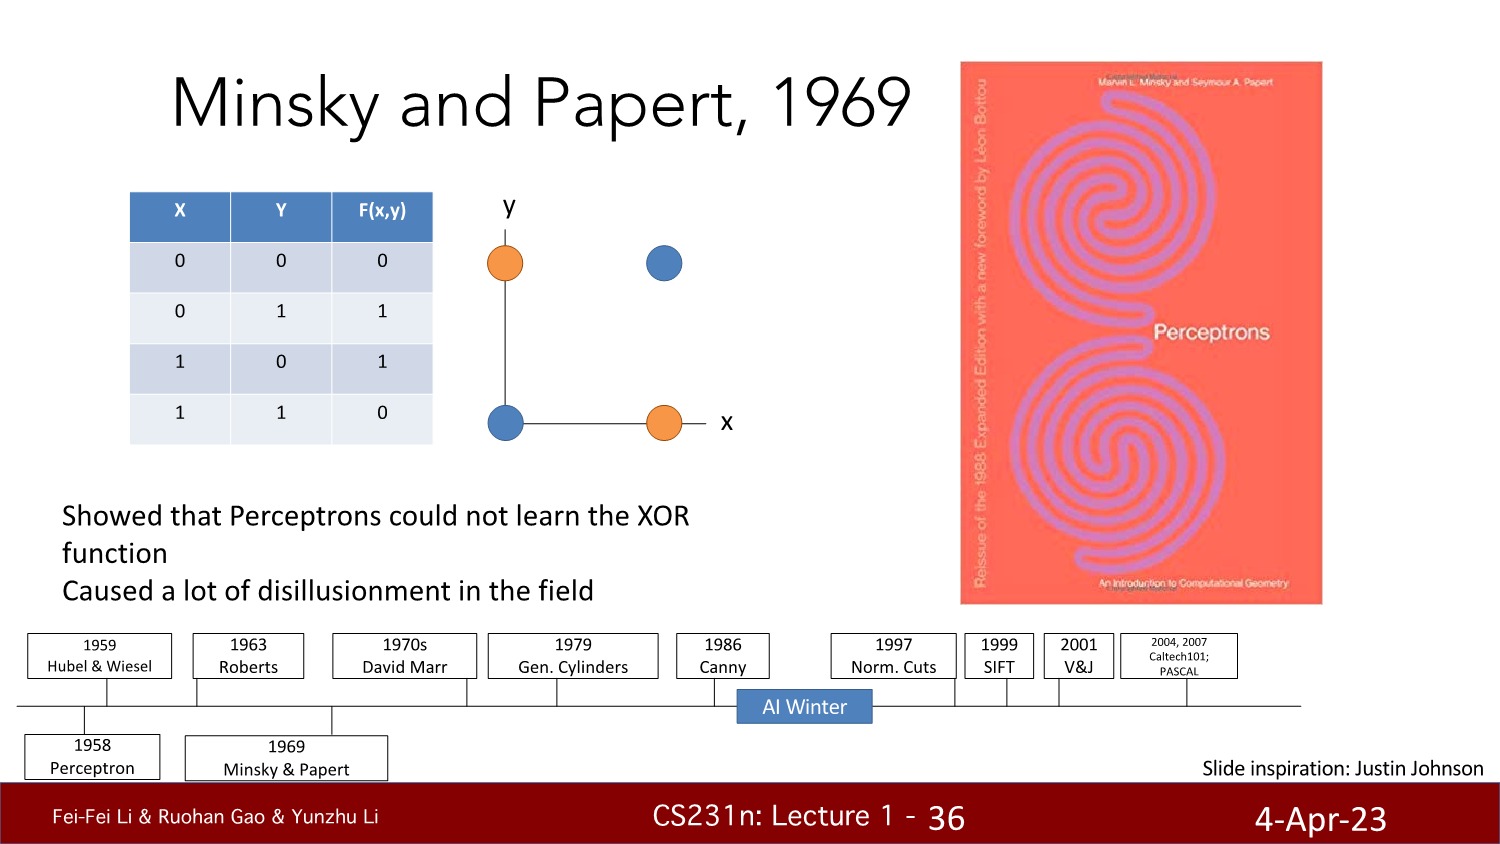 Minsky and Papert, 1969
X Y F(x,y)
0 0 0
0 1 1
1 0 1
1 1 0
y
x
Marvin L. Minsky and Seymour A. Papert
Reissue of the 1988 Expanded Edition with a new foreword by Léon Bottou
Perceptrons
An Introduction to Computational Geometry
Showed that Perceptrons could not learn the XOR
function
Caused a lot of disillusionment in the field
1959
Hubel & Wiesel
1963
Roberts
1970s
David Marr
1979
Gen. Cylinders
1986
Canny
1997
Norm. Cuts
1999
SIFT
2001
V&J
2004, 2007
Caltech101;
PASCAL
AI Winter
1958
Perceptron
1969
Minsky & Papert
Slide inspiration: Justin Johnson
Fei-Fei Li & Ruohan Gao & Yunzhu Li
CS231n: Lecture 1 - 36
4-Apr-23